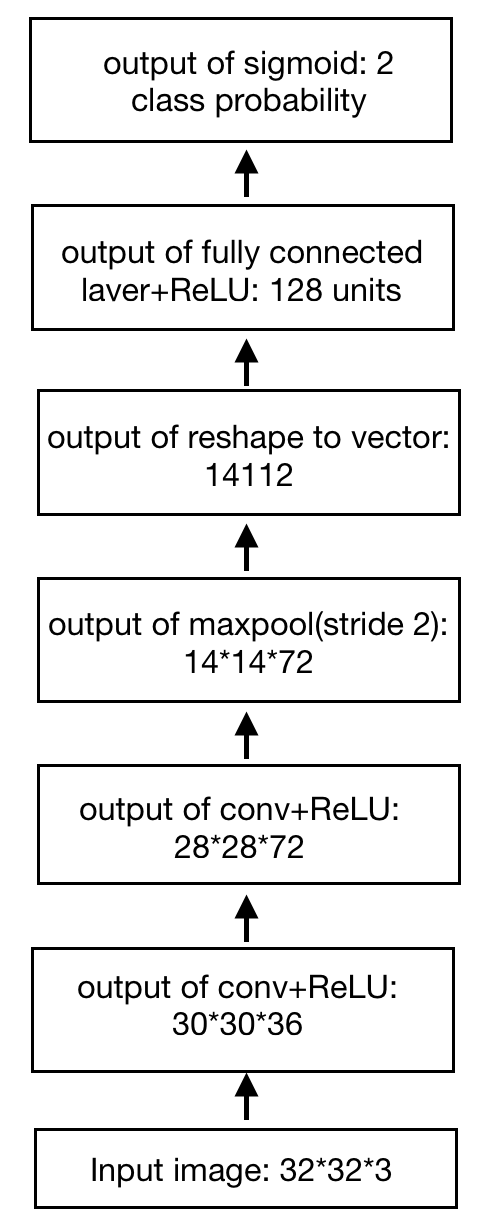 output of sigmoid: 2
class probability
output of fully connected
laver+ReLU: 128 units
output of reshape to vector:
14112
output of maxpool(stride 2):
14*14*72
output of conv+ReLU:
28*28*72
output of conv+ReLU:
30*30*36
Input image: 32*32*3